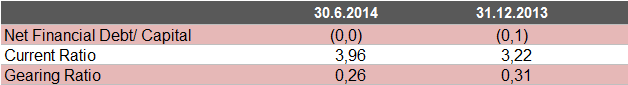 30.6.2014 31.12.2013
Net Financial Debt/ Capital (0,0) (0,1)
Current Ratio 3,96 3,22
Gearing Ratio 0,26 0,31